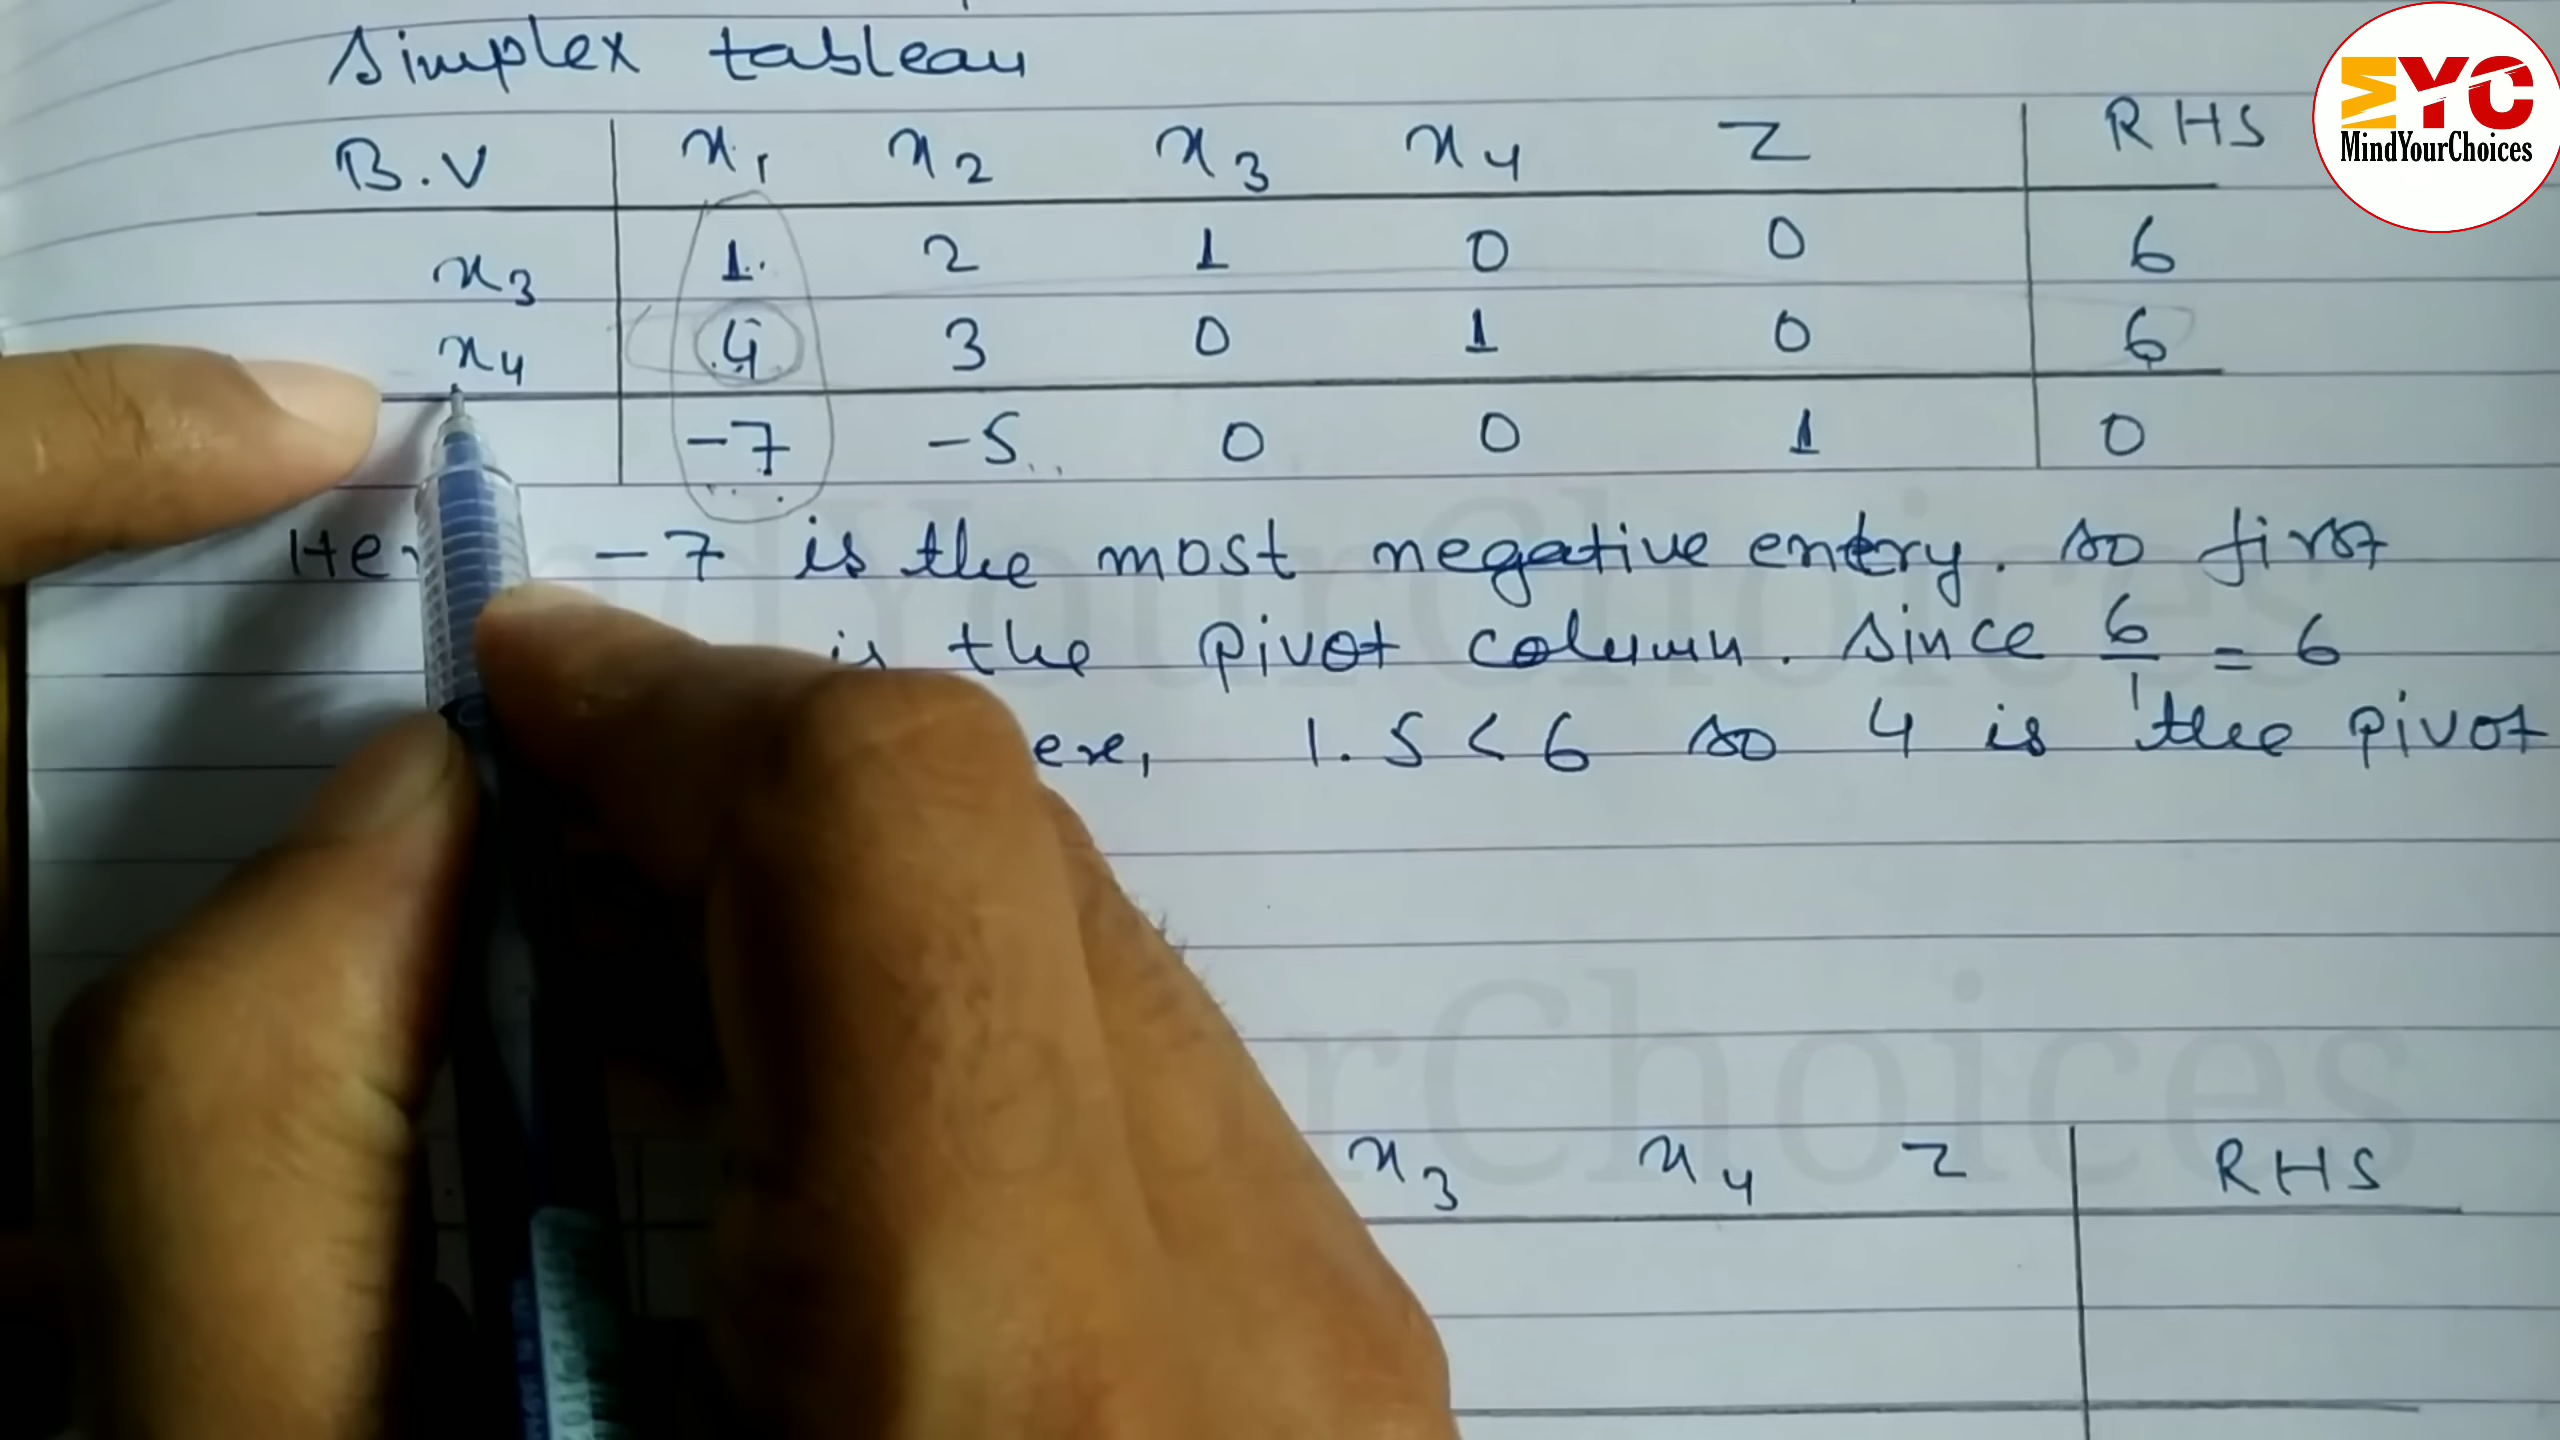 Simplex tableau
B.V x₁ x₂ x₃ x₄ Z RHS
x₃ 1 2 1 0 0 6
x₄ 4 3 0 1 0 6
-7 -5 0 0 1 0
-7 is the most negative entry. so first
is the pivot column. Since 6/1 = 6
1.5 < 6 so 4 is the pivot
x₃ x₄ Z RHS
MYC
MindYourChoices